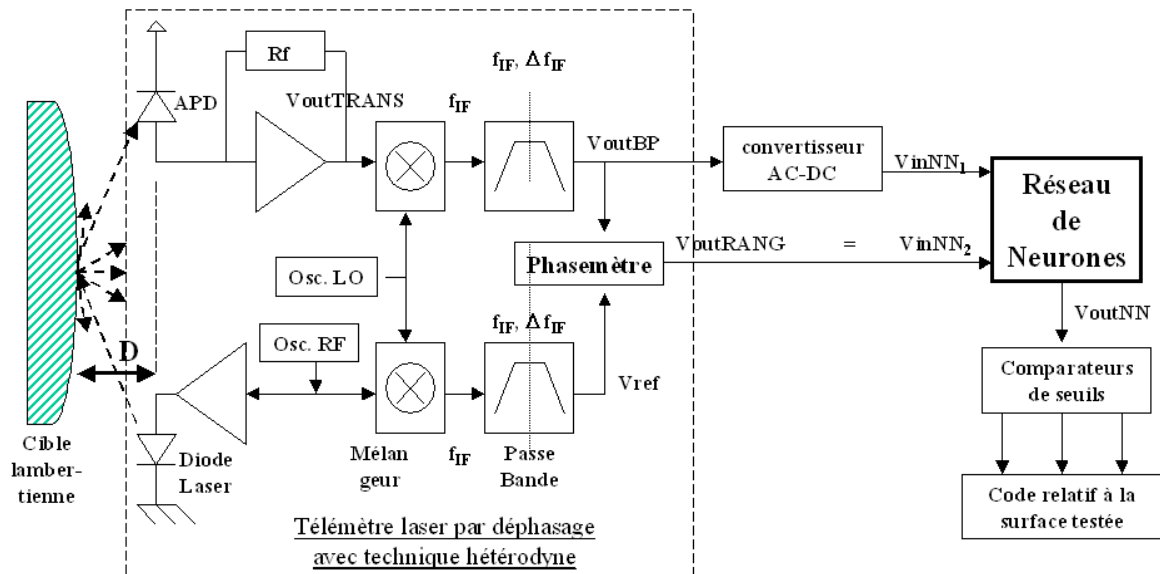 Rf
f_IF, Δ f_IF
APD
VoutTRANS
f_IF
VoutBP
convertisseur
AC-DC
VinNN₁
Réseau
de
Neurones
Osc. LO
Phasemètre
VoutRANG = VinNN₂
VoutNN
D
Osc. RF
f_IF, Δ f_IF
Vref
Comparateurs
de seuils
Cible
lamber-
tienne
Diode
Laser
Mélan
geur
f_IF
Passe
Bande
Code relatif à la
surface testée
Télémètre laser par déphasage
avec technique hétérodyne